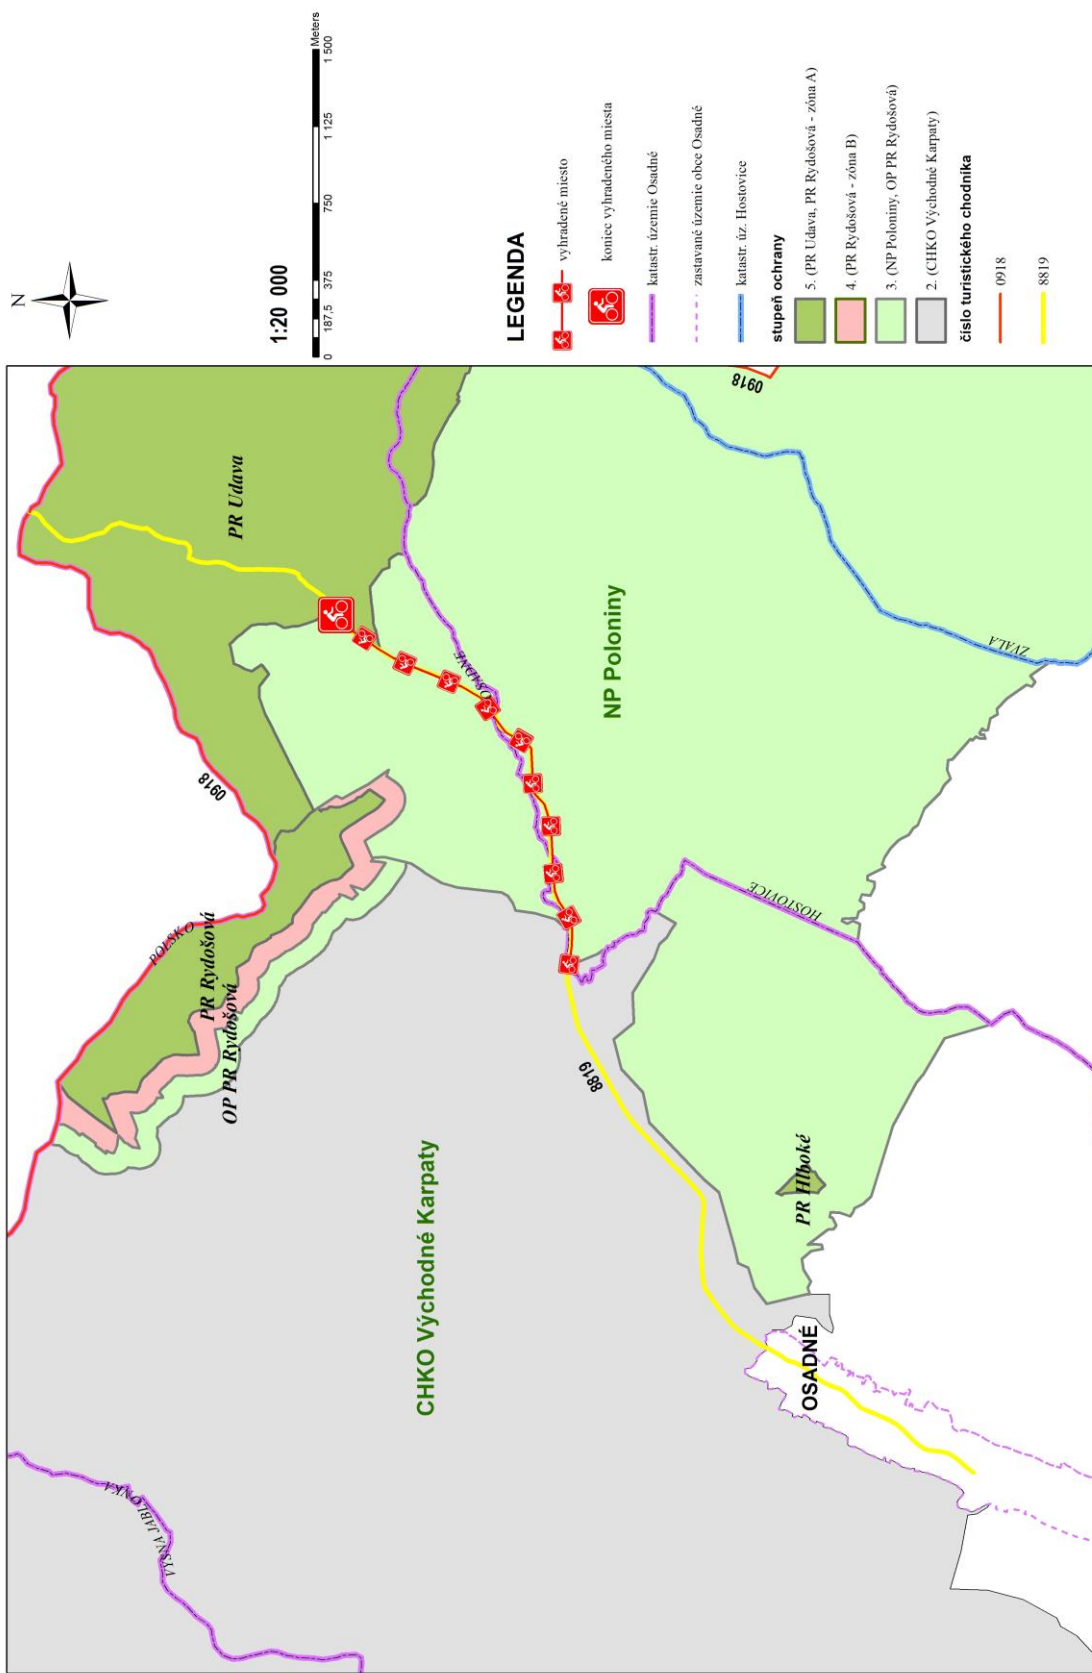 N
1:20 000
0 187,5 375 750 1 125 1 500
Meters
LEGENDA
vyhradené miesto
koniec vyhradeného miesta
katastr. územie Osadné
zastavané územie obce Osadné
katastr. úz. Hostovice
stupeň ochrany
5. (PR Udava, PR Rydošová - zóna A)
4. (PR Rydošová - zóna B)
3. (NP Poloniny, OP PR Rydošová)
2. (CHKO Východné Karpaty)
číslo turistického chodníka
0918
8819
VYŠNÁ JABLONKA
POĽSKO
0918
PR Rydošová
OP PR Rydošová
PR Udava
CHKO Východné Karpaty
OSADNÉ
NP Poloniny
8819
HOSTOVICE
ZVALA
0918
PR Hlboké
OSADNÉ